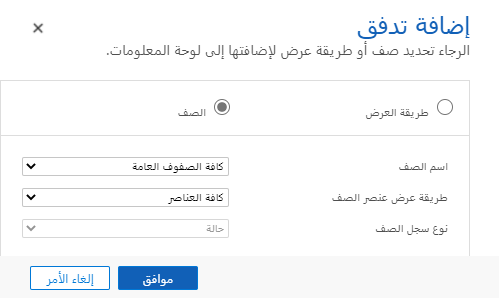 إضافة تدفق
الرجاء تحديد صف أو طريقة عرض لإضافتها إلى لوحة المعلومات.
طريقة العرض الصف
اسم الصف كافة الصفوف العامة
طريقة عرض عنصر الصف كافة العناصر
نوع سجل الصف حالة
موافق إلغاء الأمر